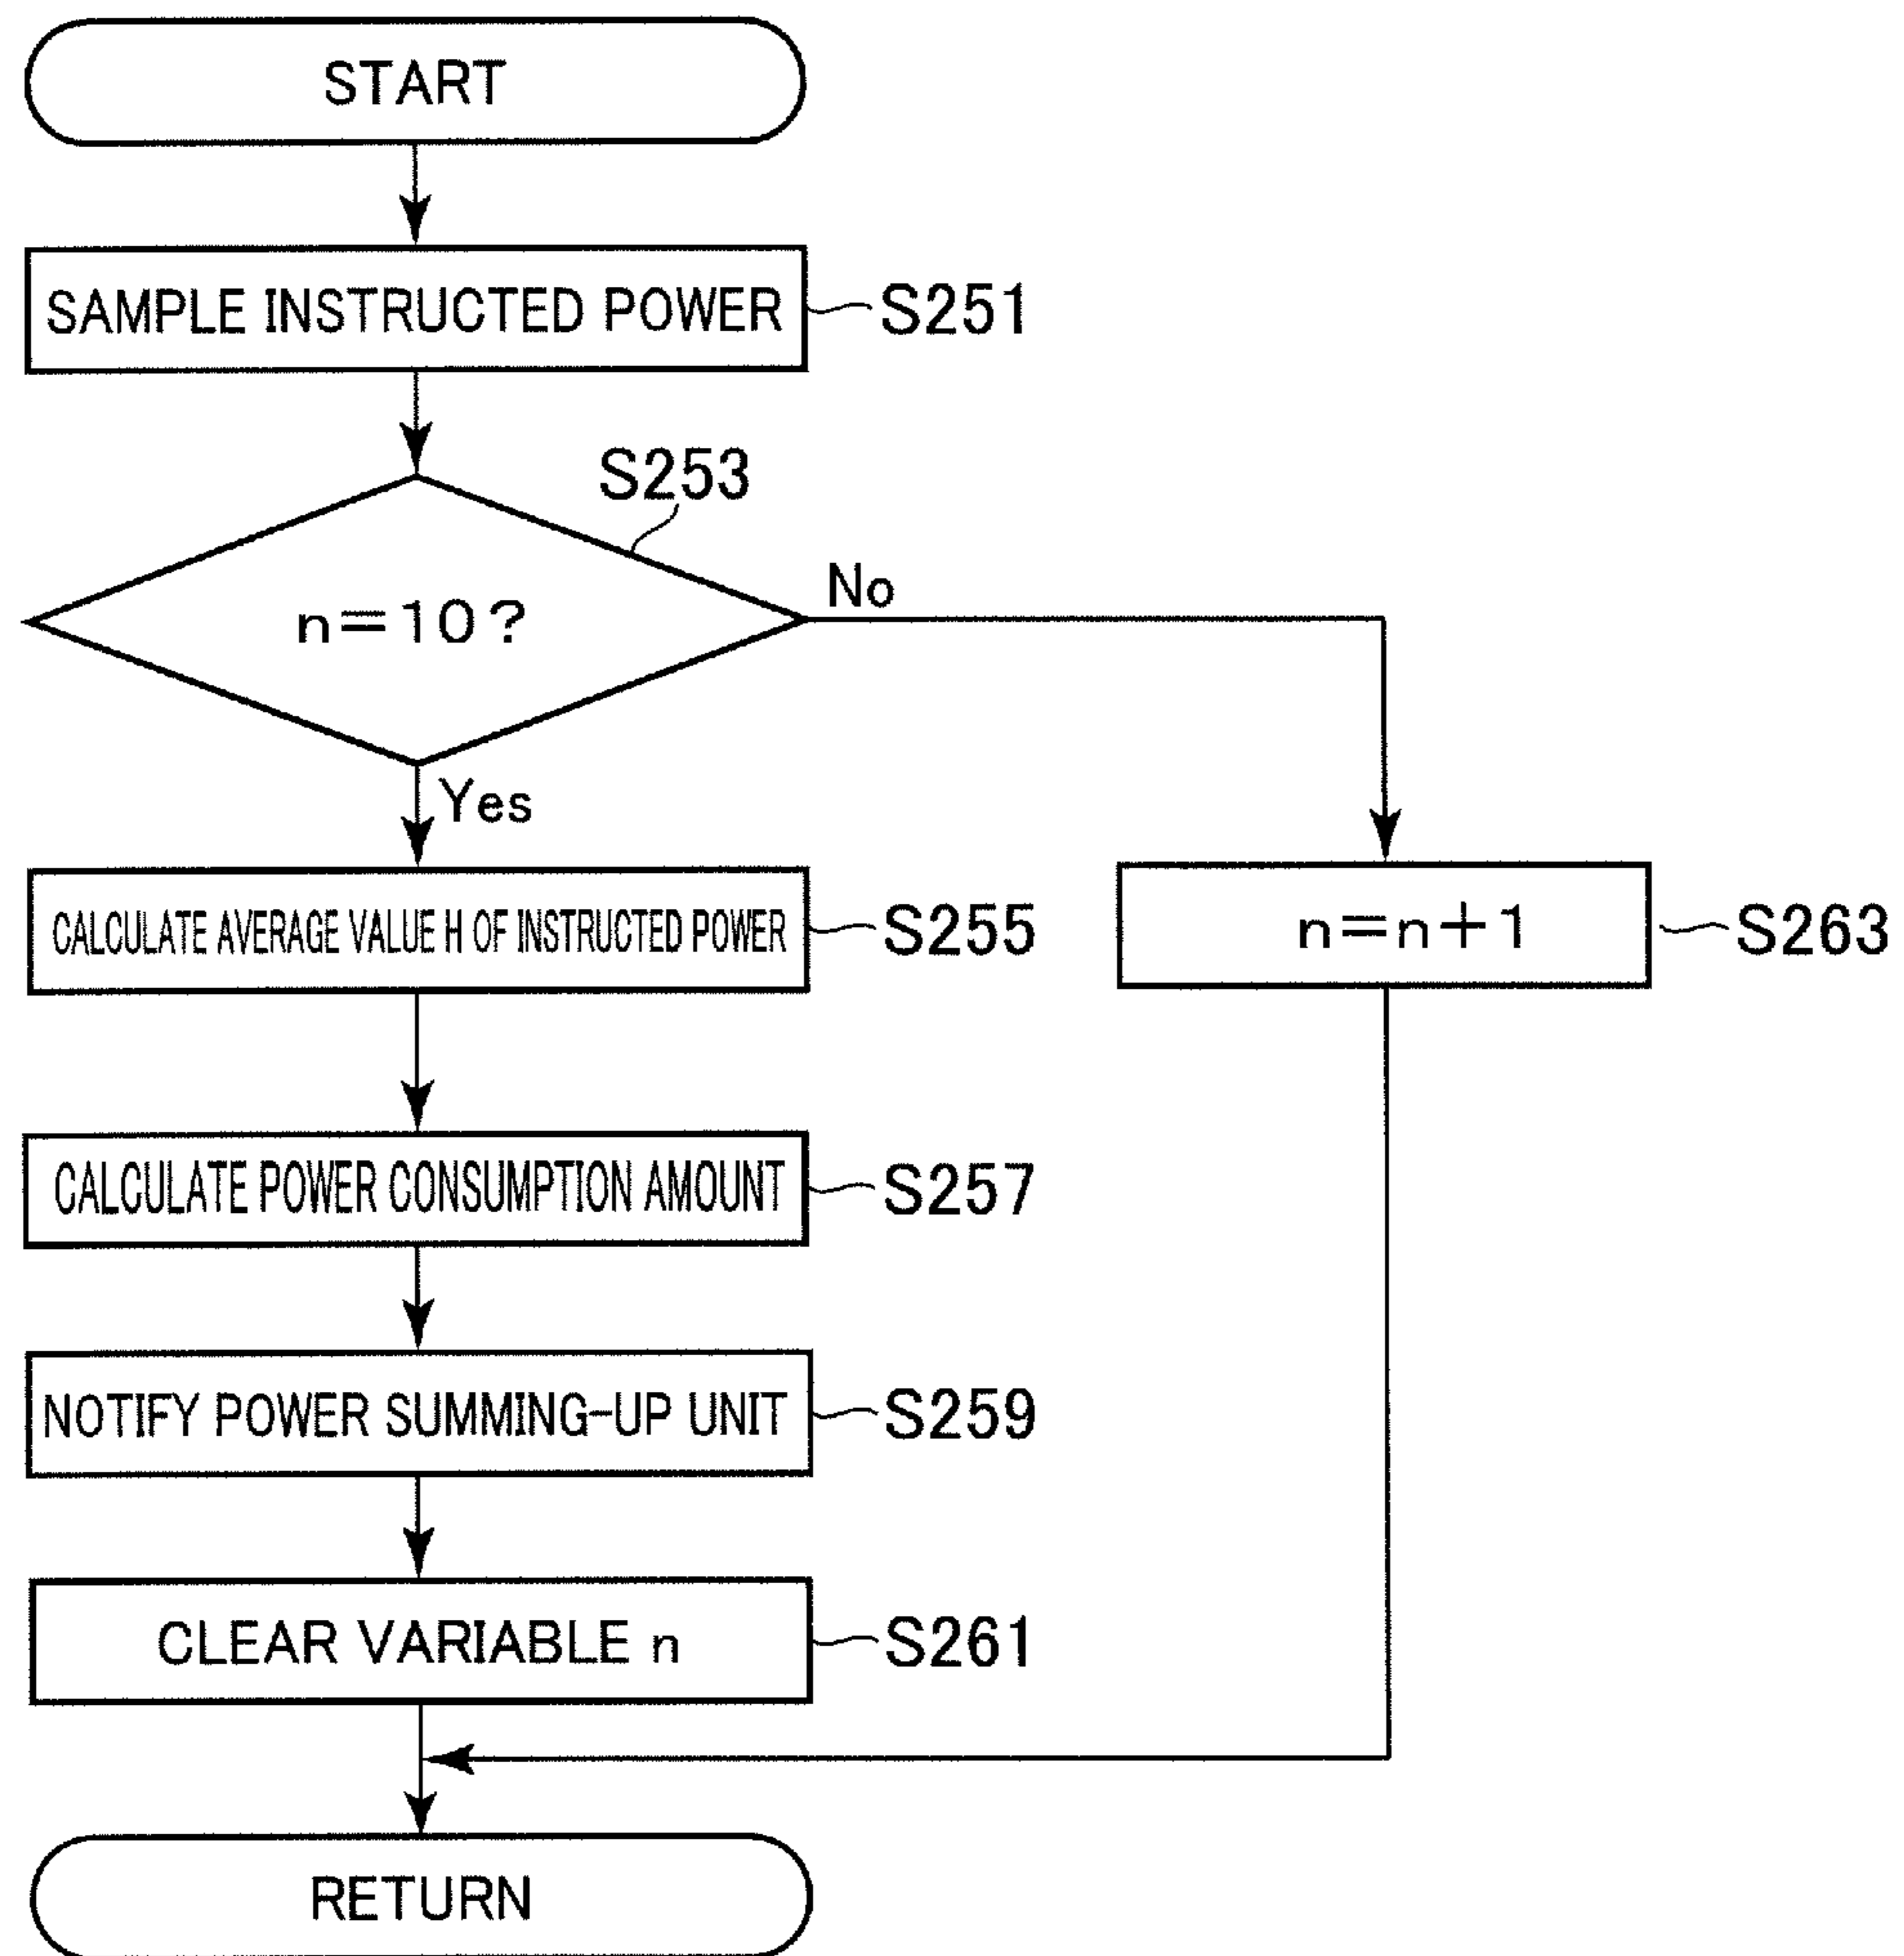 START
SAMPLE INSTRUCTED POWER
S251
S253
n=10?
No
Yes
CALCULATE AVERAGE VALUE H OF INSTRUCTED POWER
S255
n=n+1
S263
CALCULATE POWER CONSUMPTION AMOUNT
S257
NOTIFY POWER SUMMING-UP UNIT
S259
CLEAR VARIABLE n
S261
RETURN